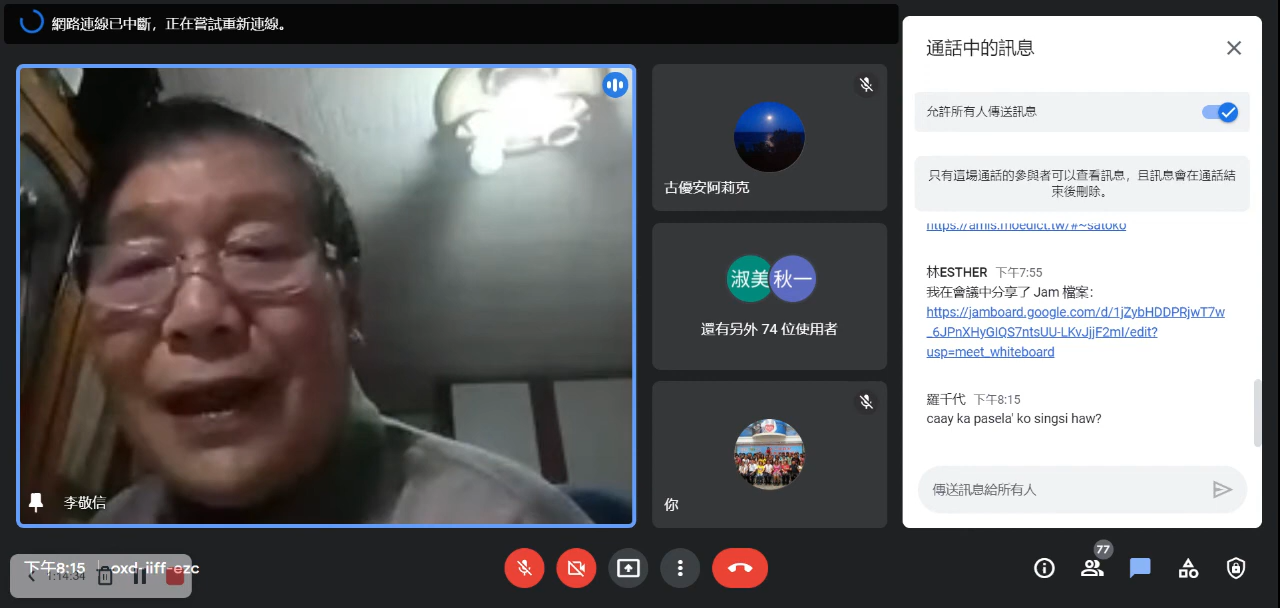 網路連線已中斷，正在嘗試重新連線。
李敬信
古優安阿莉克
淑美 秋一
還有另外 74 位使用者
你
通話中的訊息
允許所有人傳送訊息
只有這場通話的參與者可以查看訊息，且訊息會在通話結
束後刪除。
https://amis.moedict.tw/#~satoko
林ESTHER 下午7:55
我在會議中分享了 Jam 檔案：
https://jamboard.google.com/d/1jZybHDDPRjwT7w
_6JPnXHyGIQS7ntsUU-LKvJjjF2mI/edit?
usp=meet_whiteboard
羅千代 下午8:15
caay ka pasela' ko singsi haw?
傳送訊息給所有人
下午8:15
77